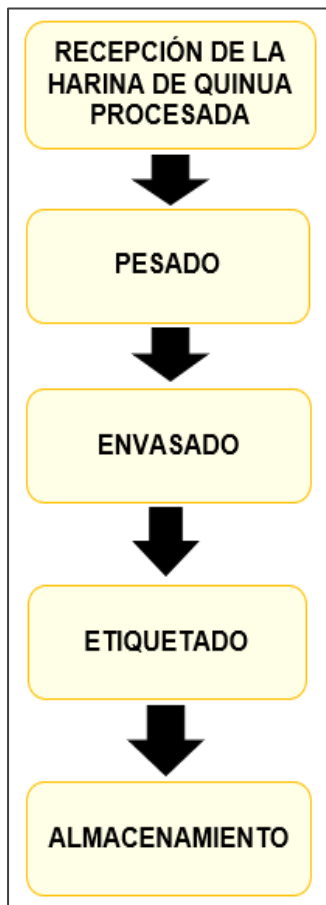 RECEPCIÓN DE LA
HARINA DE QUINUA
PROCESADA
PESADO
ENVASADO
ETIQUETADO
ALMACENAMIENTO